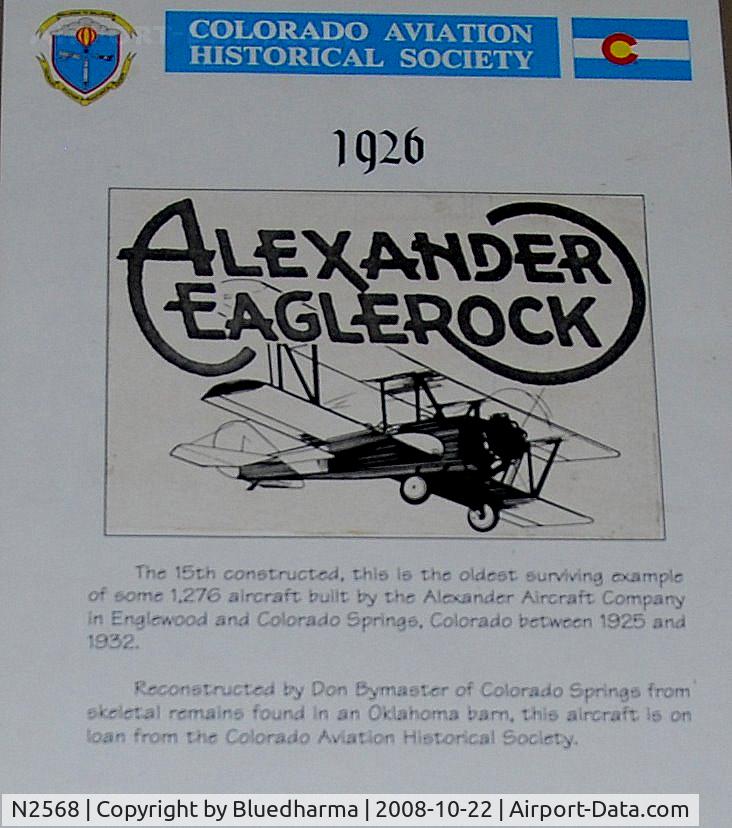 COLORADO AVIATION
HISTORICAL SOCIETY
1926
ALEXANDER
EAGLEROCK
The 15th constructed, this is the oldest surviving example
of some 1,276 aircraft built by the Alexander Aircraft Company
in Englewood and Colorado Springs, Colorado between 1925 and
1932.
Reconstructed by Don Bymaster of Colorado Springs from
skeletal remains found in an Oklahoma barn, this aircraft is on
loan from the Colorado Aviation Historical Society.
N2568 | Copyright by Bluedharma | 2008-10-22 | Airport-Data.com